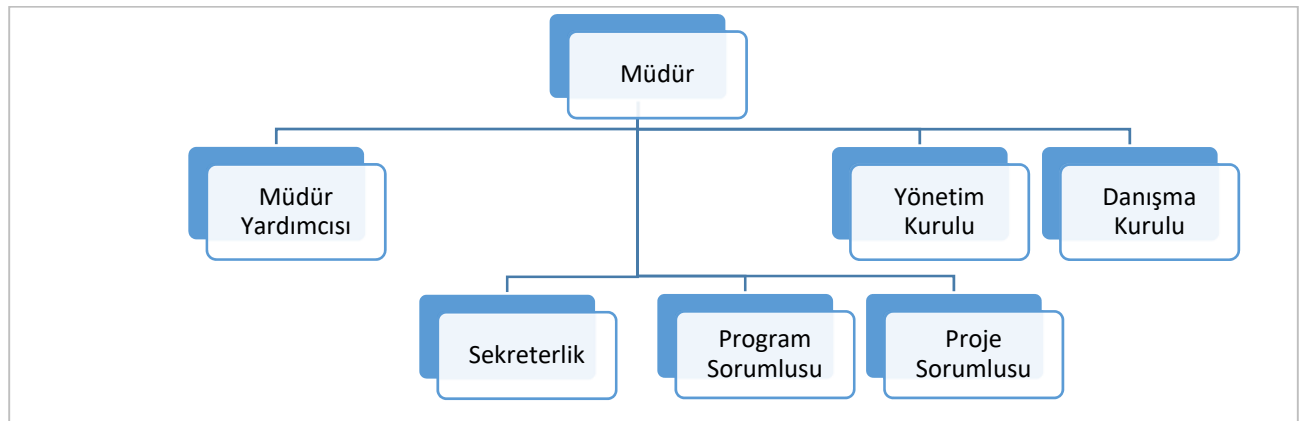 Müdür
Müdür
Yardımcısı
Yönetim
Kurulu
Danışma
Kurulu
Sekreterlik
Program
Sorumlusu
Proje
Sorumlusu